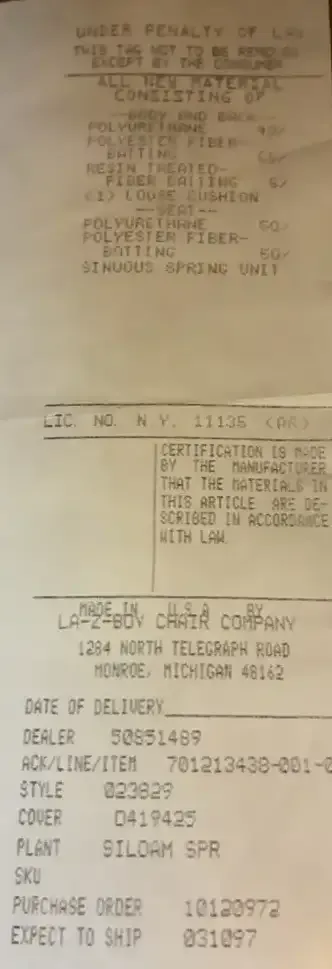 UNDER PENALTY OF LAW
THIS TAG NOT TO BE REMOVED
EXCEPT BY THE CONSUMER
ALL NEW MATERIAL
CONSISTING OF
--BODY AND BACK--
POLYURETHANE
POLYESTER FIBER-
BATTING
RESIN TREATED-
FIBER BATTING 5%
(1) LOOSE CUSHION
--SEAT--
POLYURETHANE 50%
POLYESTER FIBER-
BATTING 50%
SINUOUS SPRING UNIT
LIC. NO. N Y. 11135 (AR)
CERTIFICATION IS MADE
BY THE MANUFACTURER
THAT THE MATERIALS IN
THIS ARTICLE ARE DE-
SCRIBED IN ACCORDANCE
WITH LAW.
MADE IN U.S.A BY
LA-Z-BOY CHAIR COMPANY
1284 NORTH TELEGRAPH ROAD
MONROE, MICHIGAN 48162
DATE OF DELIVERY
DEALER 50851489
ACK/LINE/ITEM 701213438-001-0
STYLE 023829
COVER D419425
PLANT SILOAM SPR
SKU
PURCHASE ORDER 10120972
EXPECT TO SHIP 031097